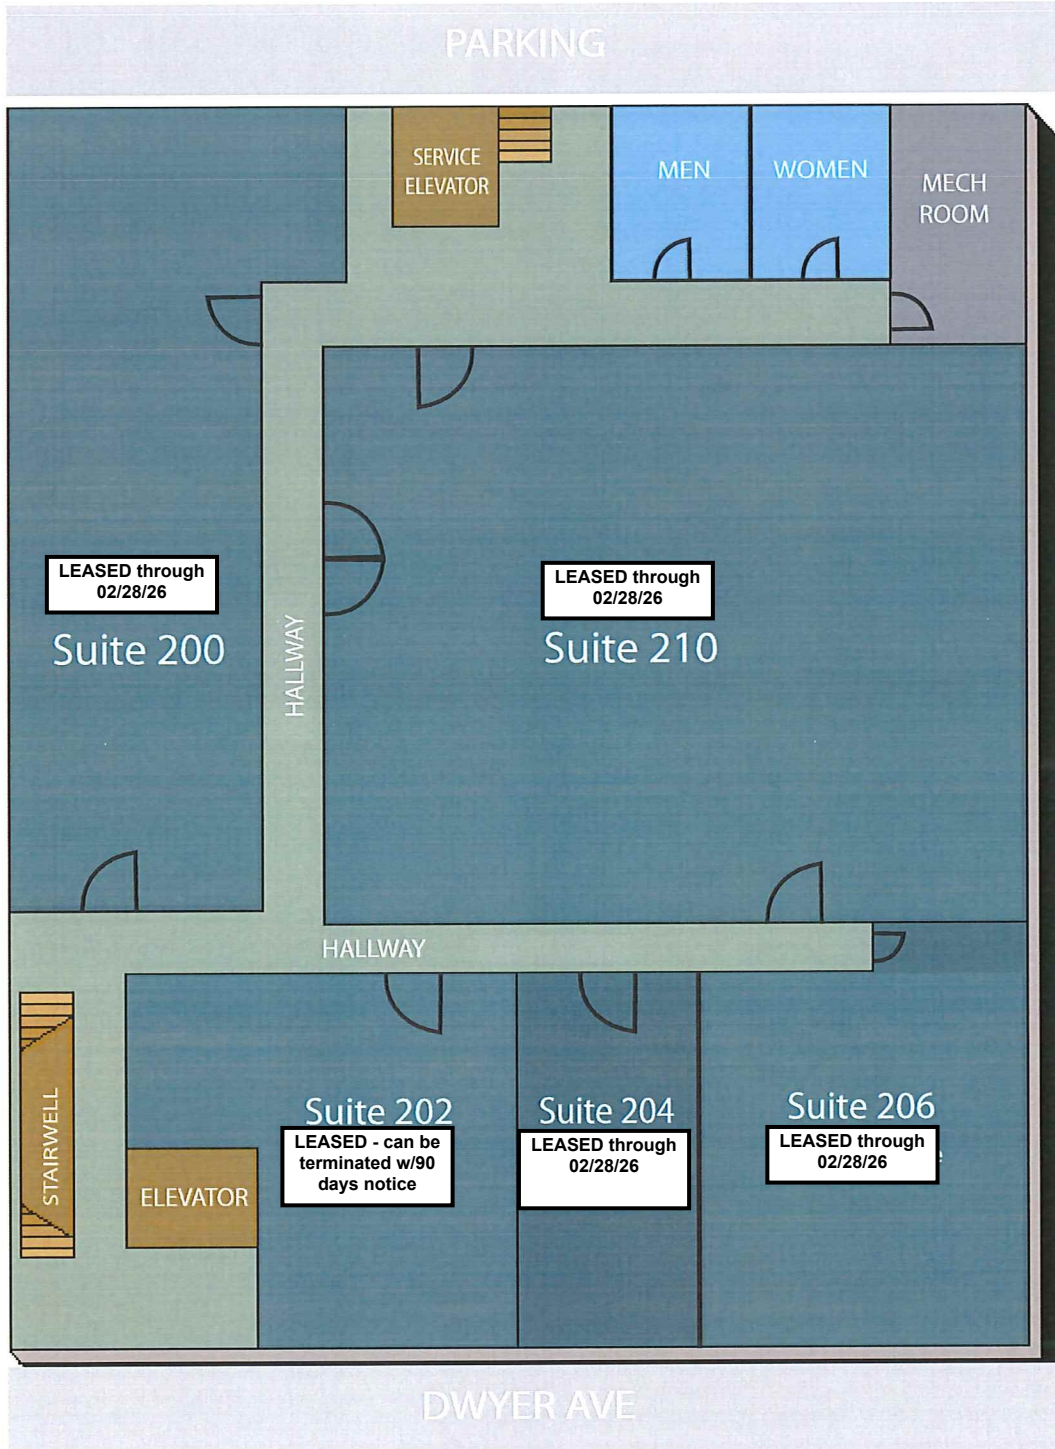 PARKING
SERVICE
ELEVATOR
MEN
WOMEN
MECH
ROOM
LEASED through
02/28/26
Suite 200
HALLWAY
LEASED through
02/28/26
Suite 210
HALLWAY
STAIRWELL
ELEVATOR
Suite 202
LEASED - can be
terminated w/90
days notice
Suite 204
LEASED through
02/28/26
Suite 206
LEASED through
02/28/26
DWYER AVE